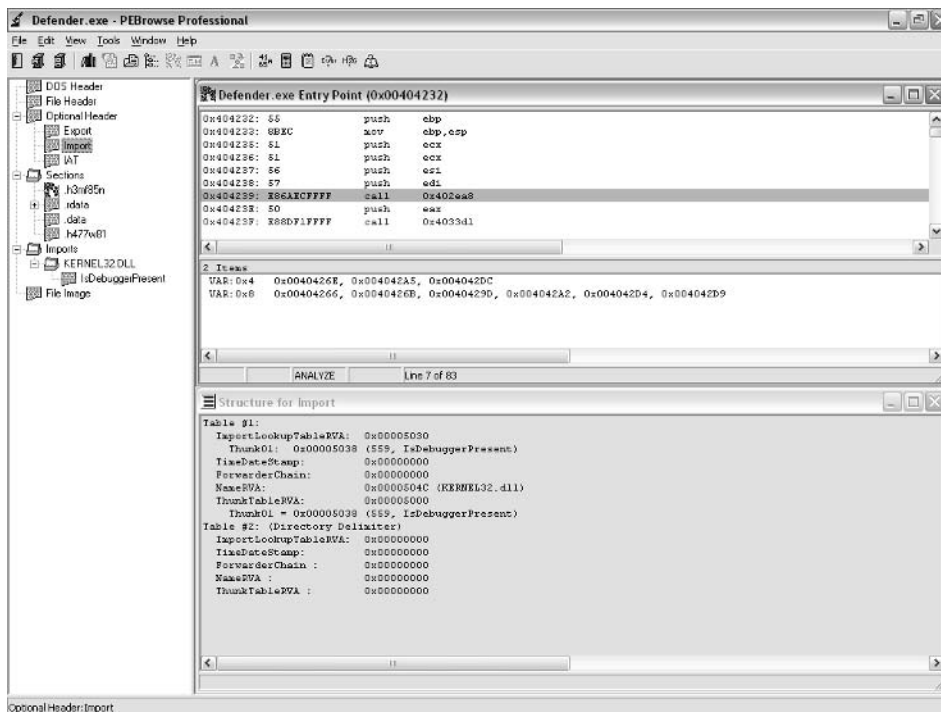 Defender.exe - PEBrowse Professional
File Edit View Tools Window Help
DOS Header
File Header
Optional Header
Export
Import
IAT
Sections
.h3mf85n
.rdata
.data
.h477w81
Imports
KERNEL32.DLL
IsDebuggerPresent
File Image
Defender.exe Entry Point (0x00404232)
0x404232: 55 push ebp
0x404233: 8BEC mov ebp,esp
0x404235: 51 push ecx
0x404236: 51 push ecx
0x404237: 56 push esi
0x404238: 57 push edi
0x404239: E86AECFFFF call 0x402ea8
0x40423E: 50 push eax
0x40423F: E88DF1FFFF call 0x4033d1
2 Items
VAR:0x4 0x0040426E, 0x004042A5, 0x004042DC
VAR:0x8 0x00404266, 0x0040426B, 0x0040429D, 0x004042A2, 0x004042D4, 0x004042D9
ANALYZE Line 7 of 83
Structure for Import
Table #1:
ImportLookupTableRVA: 0x00005030
Thunk01: 0x00005038 (559, IsDebuggerPresent)
TimeDateStamp: 0x00000000
ForwarderChain: 0x00000000
NameRVA: 0x0000504C (KERNEL32.dll)
ThunkTableRVA: 0x00005000
Thunk01 = 0x00005038 (559, IsDebuggerPresent)
Table #2: (Directory Delimiter)
ImportLookupTableRVA: 0x00000000
TimeDateStamp: 0x00000000
ForwarderChain : 0x00000000
NameRVA : 0x00000000
ThunkTableRVA : 0x00000000
Optional Header:Import